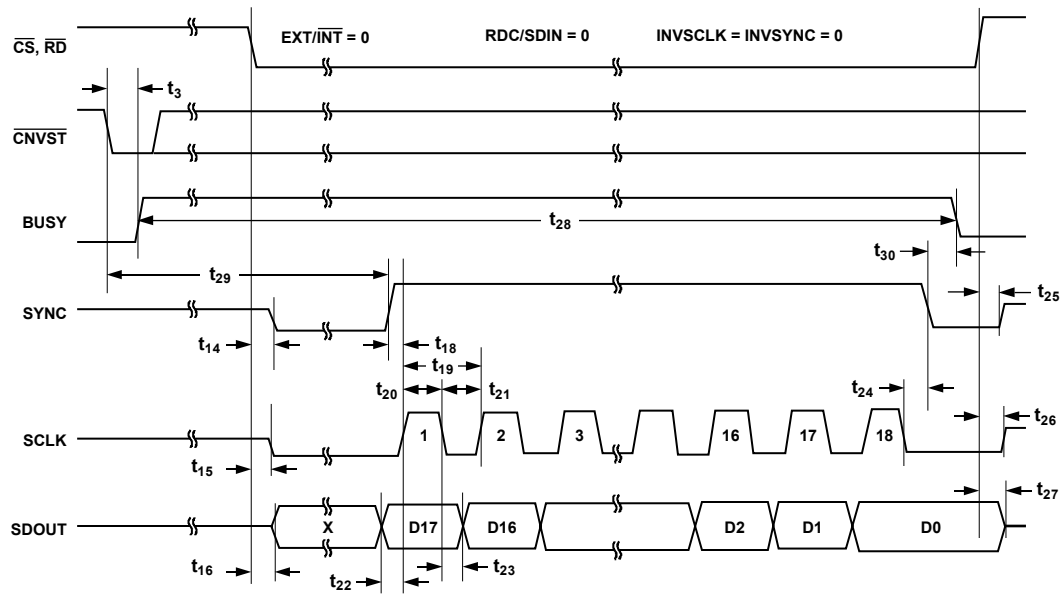 EXT/INT = 0 RDC/SDIN = 0 INVSCLK = INVSYNC = 0
CS, RD
t3
CNVST
BUSY
t28
t30
t29
t25
SYNC
t14
t18
t19
t20
t21
t24
t26
SCLK
1 2 3 16 17 18
t15
t27
SDOUT
X D17 D16 D2 D1 D0
t16
t22
t23